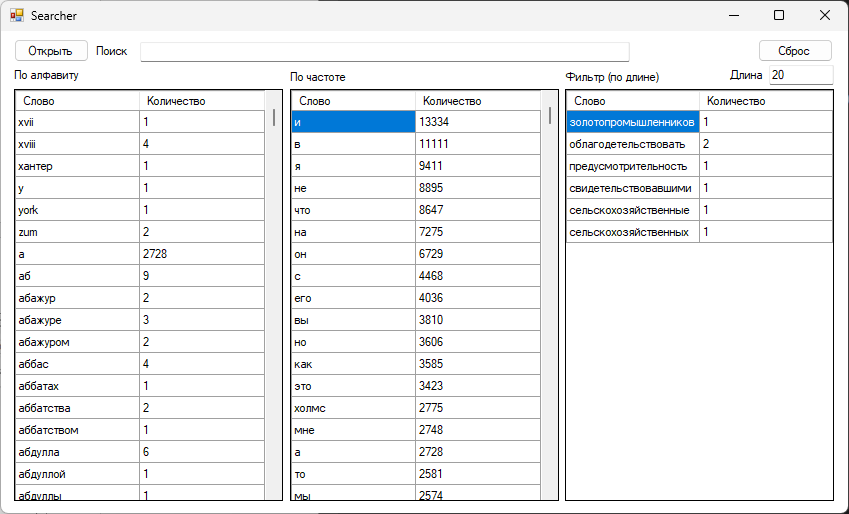 Searcher
Открыть Поиск Сброс
По алфавиту По частоте Фильтр (по длине) Длина 20
Слово Количество
xvii 1
xviii 4
хантер 1
y 1
york 1
zum 2
а 2728
аб 9
абажур 2
абажуре 3
абажуром 2
аббас 4
аббатах 1
аббатства 2
аббатством 1
абдулла 6
абдуллой 1
абдуллы 1
Слово Количество
и 13334
в 11111
я 9411
не 8895
что 8647
на 7275
он 6729
с 4468
его 4036
вы 3810
но 3606
как 3585
это 3423
холмс 2775
мне 2748
а 2728
то 2581
мы 2574
Слово Количество
золотопромышленников 1
облагодетельствовать 2
предусмотрительность 1
свидетельствовавшими 1
сельскохозяйственные 1
сельскохозяйственных 1